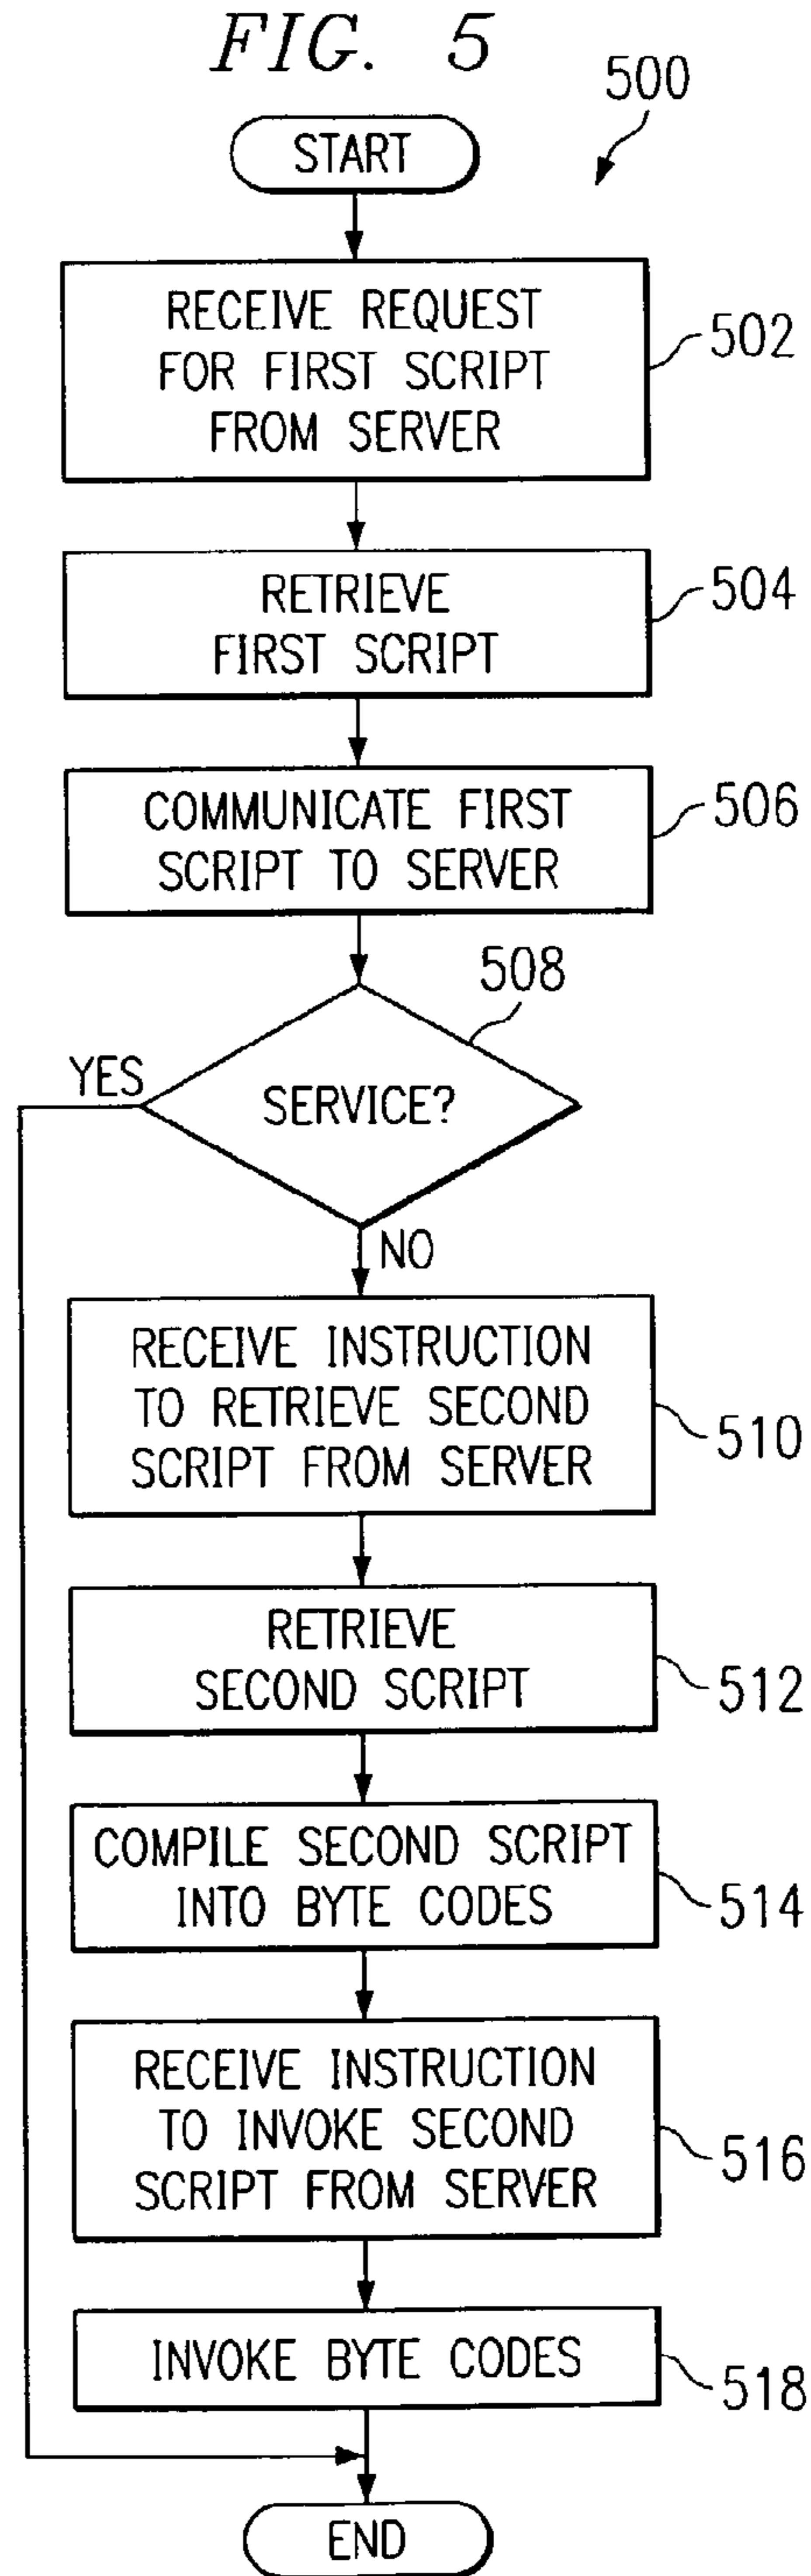 FIG. 5
500
START
RECEIVE REQUEST
FOR FIRST SCRIPT
FROM SERVER
502
RETRIEVE
FIRST SCRIPT
504
COMMUNICATE FIRST
SCRIPT TO SERVER
506
508
YES
SERVICE?
NO
RECEIVE INSTRUCTION
TO RETRIEVE SECOND
SCRIPT FROM SERVER
510
RETRIEVE
SECOND SCRIPT
512
COMPILE SECOND SCRIPT
INTO BYTE CODES
514
RECEIVE INSTRUCTION
TO INVOKE SECOND
SCRIPT FROM SERVER
516
INVOKE BYTE CODES
518
END